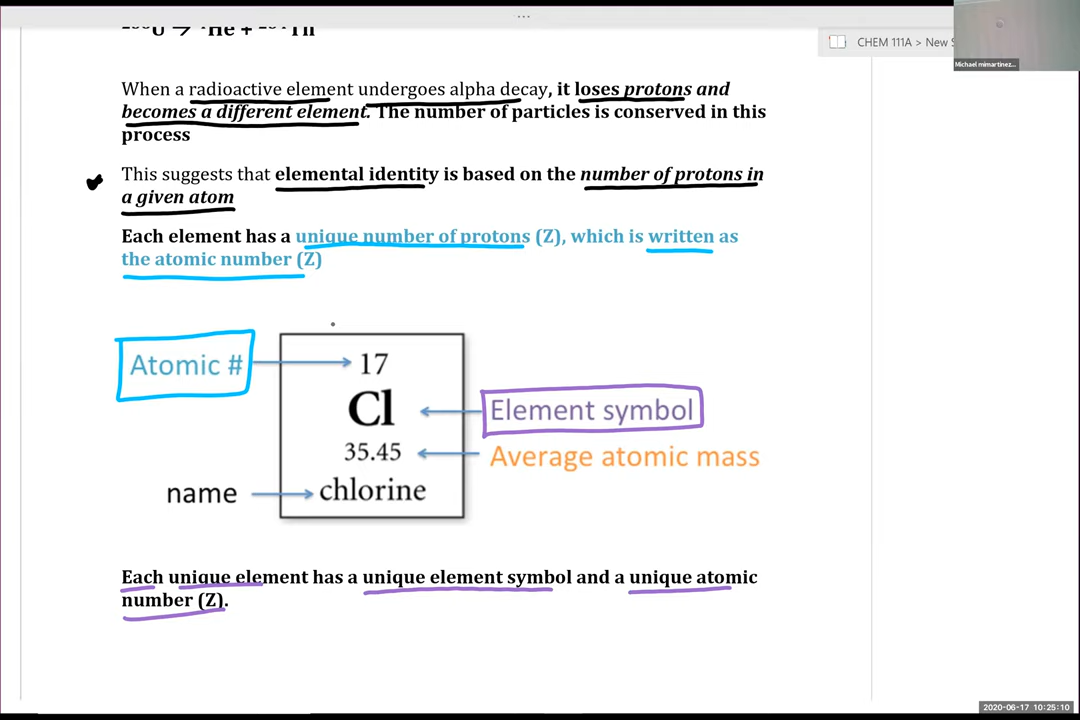 ...
CHEM 111A > New S
Michael mimartinez...
When a radioactive element undergoes alpha decay, it loses protons and
becomes a different element. The number of particles is conserved in this
process
This suggests that elemental identity is based on the number of protons in
a given atom
Each element has a unique number of protons (Z), which is written as
the atomic number (Z)
Atomic #
17
Cl
Element symbol
35.45
Average atomic mass
name
chlorine
Each unique element has a unique element symbol and a unique atomic
number (Z).
2020-06-17 10:25:10